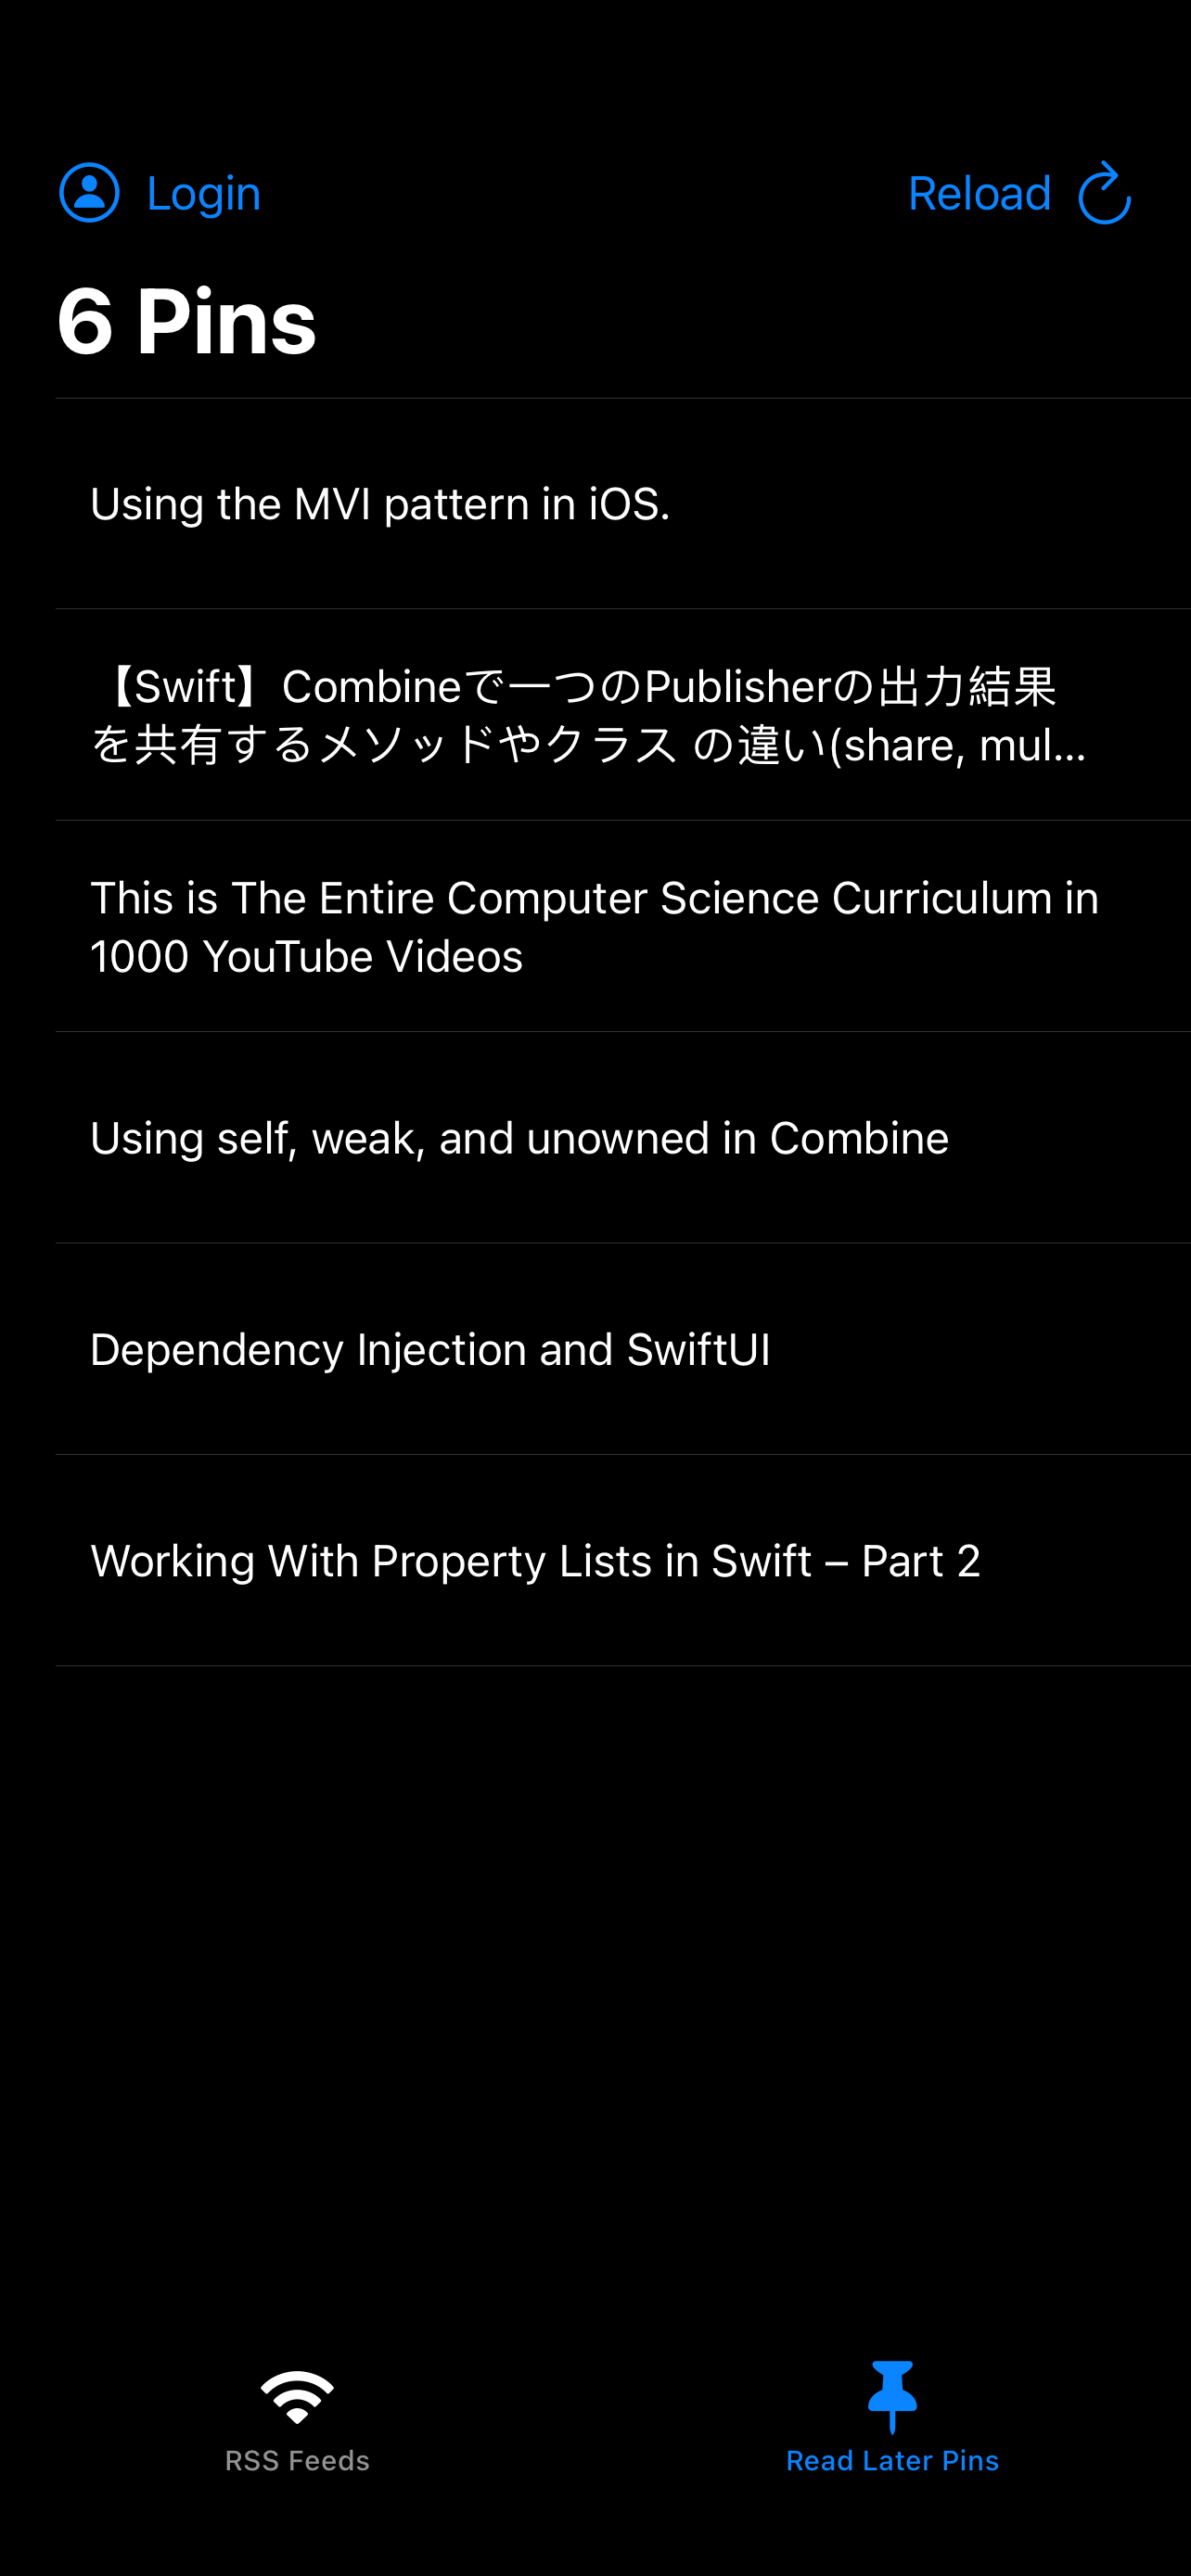 Login
Reload
6 Pins
Using the MVI pattern in iOS.
【Swift】Combineで一つのPublisherの出力結果
を共有するメソッドやクラス の違い(share, mul...
This is The Entire Computer Science Curriculum in
1000 YouTube Videos
Using self, weak, and unowned in Combine
Dependency Injection and SwiftUI
Working With Property Lists in Swift – Part 2
RSS Feeds
Read Later Pins